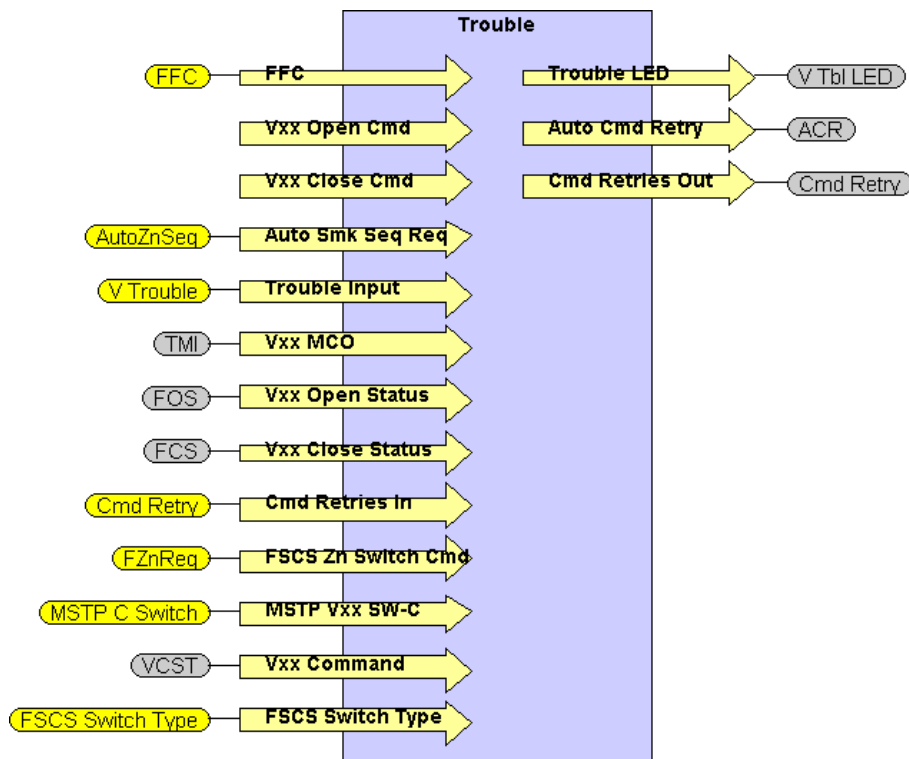 Trouble
FFC FFC Trouble LED V Tbl LED
Vxx Open Cmd Auto Cmd Retry ACR
Vxx Close Cmd Cmd Retries Out Cmd Retry
AutoZnSeq Auto Smk Seq Req
V Trouble Trouble Input
TMI Vxx MCO
FOS Vxx Open Status
FCS Vxx Close Status
Cmd Retry Cmd Retries In
FZnReq FSCS Zn Switch Cmd
MSTP C Switch MSTP Vxx SW-C
VCST Vxx Command
FSCS Switch Type FSCS Switch Type